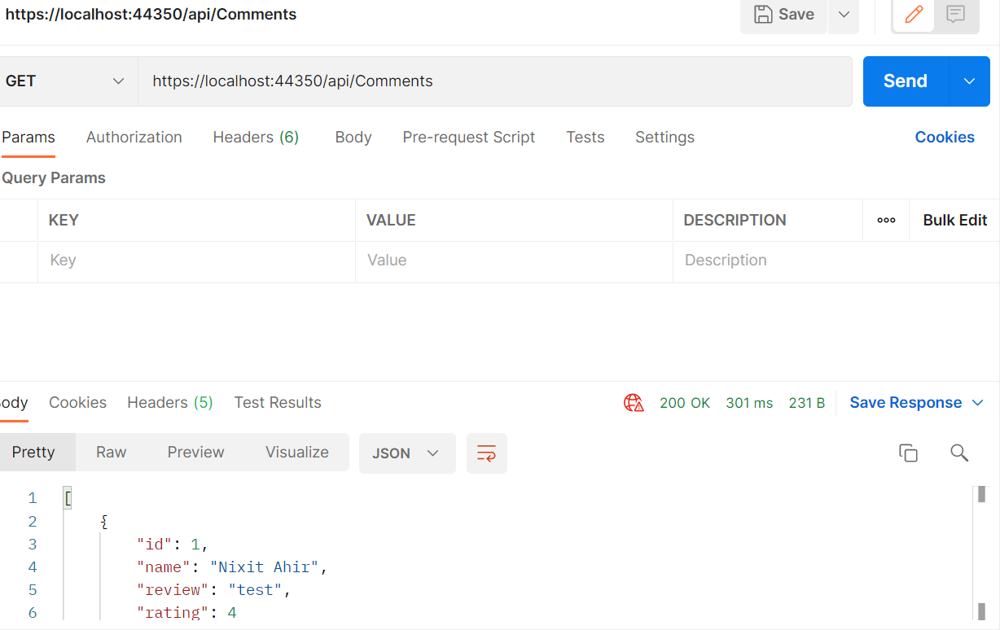 https://localhost:44350/api/Comments Save
GET https://localhost:44350/api/Comments Send
Params Authorization Headers (6) Body Pre-request Script Tests Settings Cookies
Query Params
KEY VALUE DESCRIPTION Bulk Edit
Key Value Description
ody Cookies Headers (5) Test Results 200 OK 301 ms 231 B Save Response
Pretty Raw Preview Visualize JSON
1 [
2 {
3 "id": 1,
4 "name": "Nixit Ahir",
5 "review": "test",
6 "rating": 4